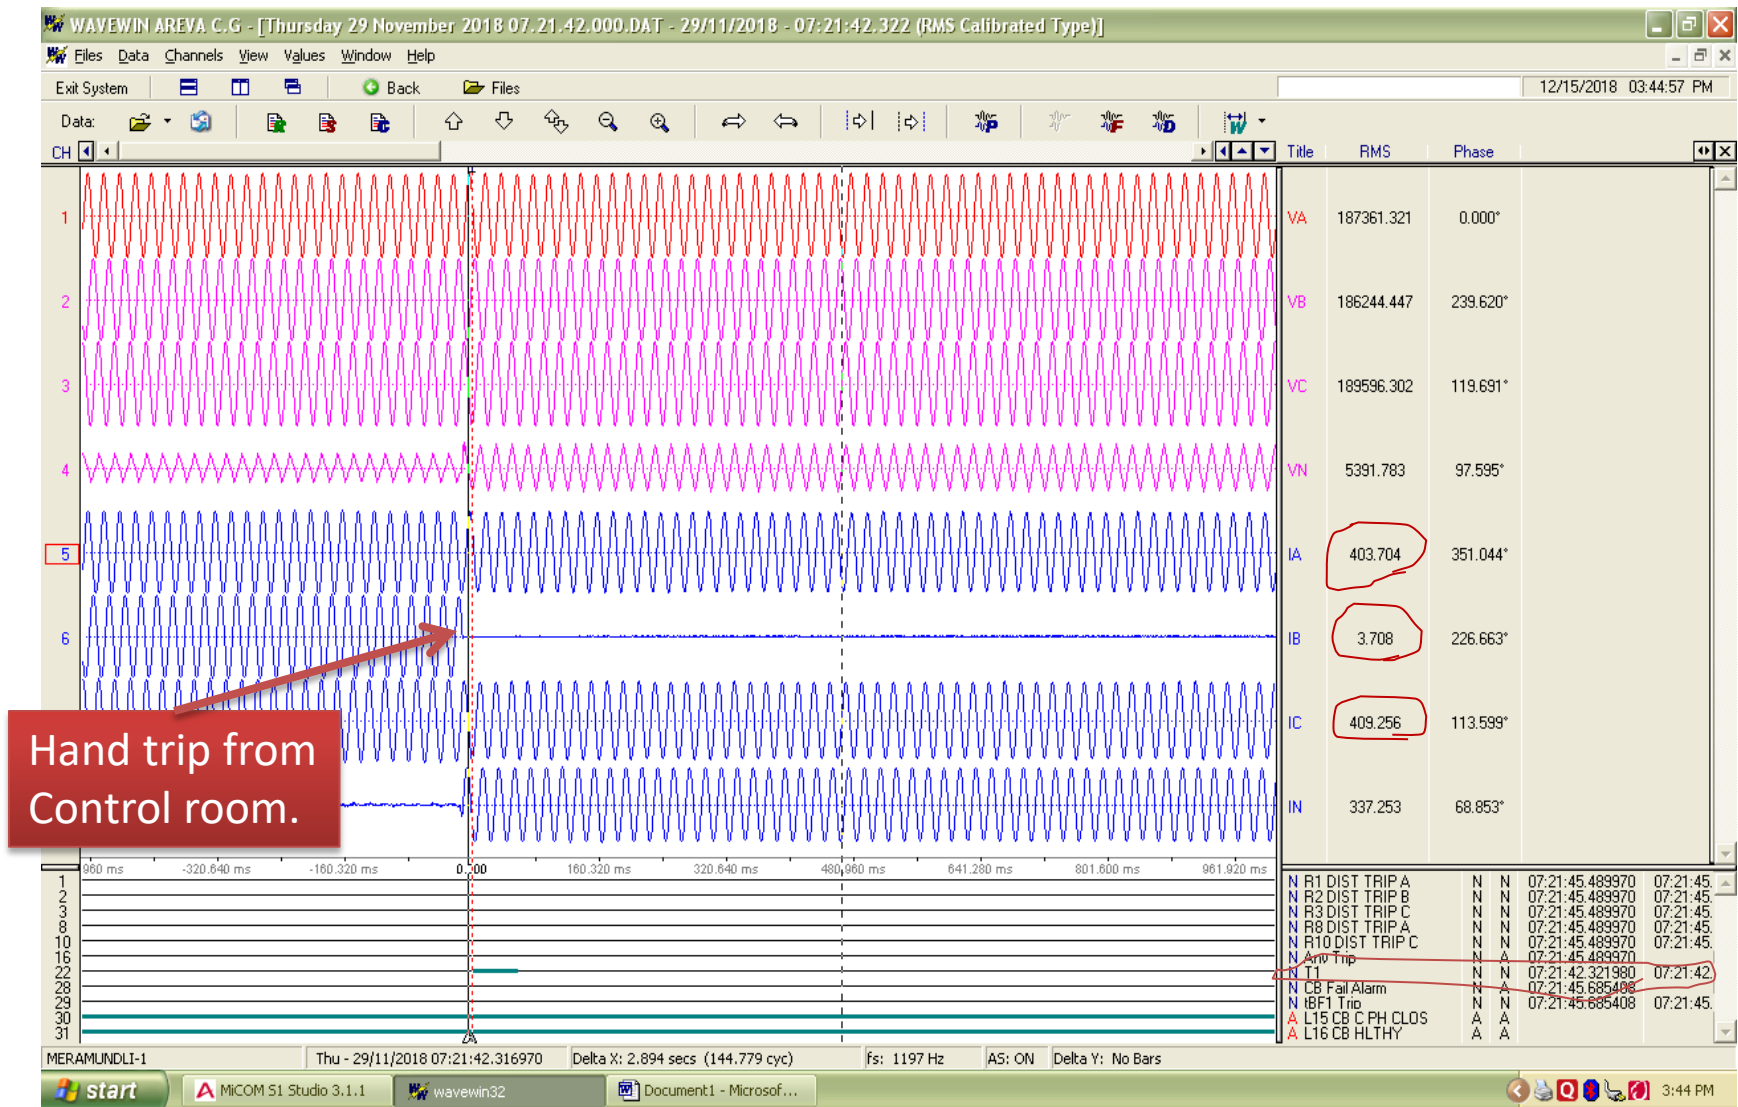 WAVEWIN AREVA C.G - [Thursday 29 November 2018 07.21.42.000.DAT - 29/11/2018 - 07:21:42.322 (RMS Calibrated Type)]
Files Data Channels View Values Window Help
Exit System Back Files 12/15/2018 03:44:57 PM
Data:
CH Title RMS Phase
1 VA 187361.321 0.000°
2 VB 186244.447 239.620°
3 VC 189596.302 119.691°
4 VN 5391.783 97.595°
5 IA 403.704 351.044°
6 IB 3.708 226.663°
IC 409.256 113.599°
Hand trip from
Control room.
IN 337.253 68.853°
960 ms -320.640 ms -160.320 ms 160.320 ms 320.640 ms 480.960 ms 641.280 ms 801.600 ms 961.920 ms
1 N R1 DIST TRIP A N N 07:21:45.489970 07:21:45.
2 N R2 DIST TRIP B N N 07:21:45.489970 07:21:45.
3 N R3 DIST TRIP C N N 07:21:45.489970 07:21:45.
8 N R8 DIST TRIP A N N 07:21:45.489970 07:21:45.
10 N R10 DIST TRIP C N N 07:21:45.489970 07:21:45.
16 N Any Trip N A 07:21:45.489970
22 N T1 N N 07:21:42.321980 07:21:42.
28 N CB Fail Alarm N A 07:21:45.685408
29 N tBF1 Trip N N 07:21:45.685408 07:21:45.
30 A L15 CB C PH CLOS A A
31 A L16 CB HLTHY A A
MERAMUNDLI-1 Thu - 29/11/2018 07:21:42.316970 Delta X: 2.894 secs (144.779 cyc) fs: 1197 Hz AS: ON Delta Y: No Bars
start MiCOM S1 Studio 3.1.1 wavewin32 Document1 - Microsof... 3:44 PM